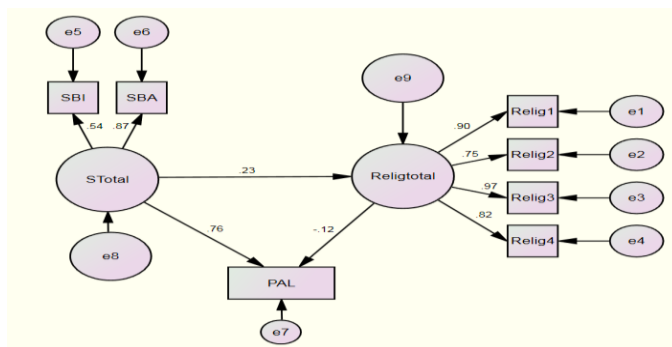 e5
e6
SBI
SBA
e9
.54
.87
.90
Relig1
e1
.75
Relig2
e2
STotal
.23
Religtotal
.97
Relig3
e3
.82
Relig4
e4
.76
-.12
e8
PAL
e7